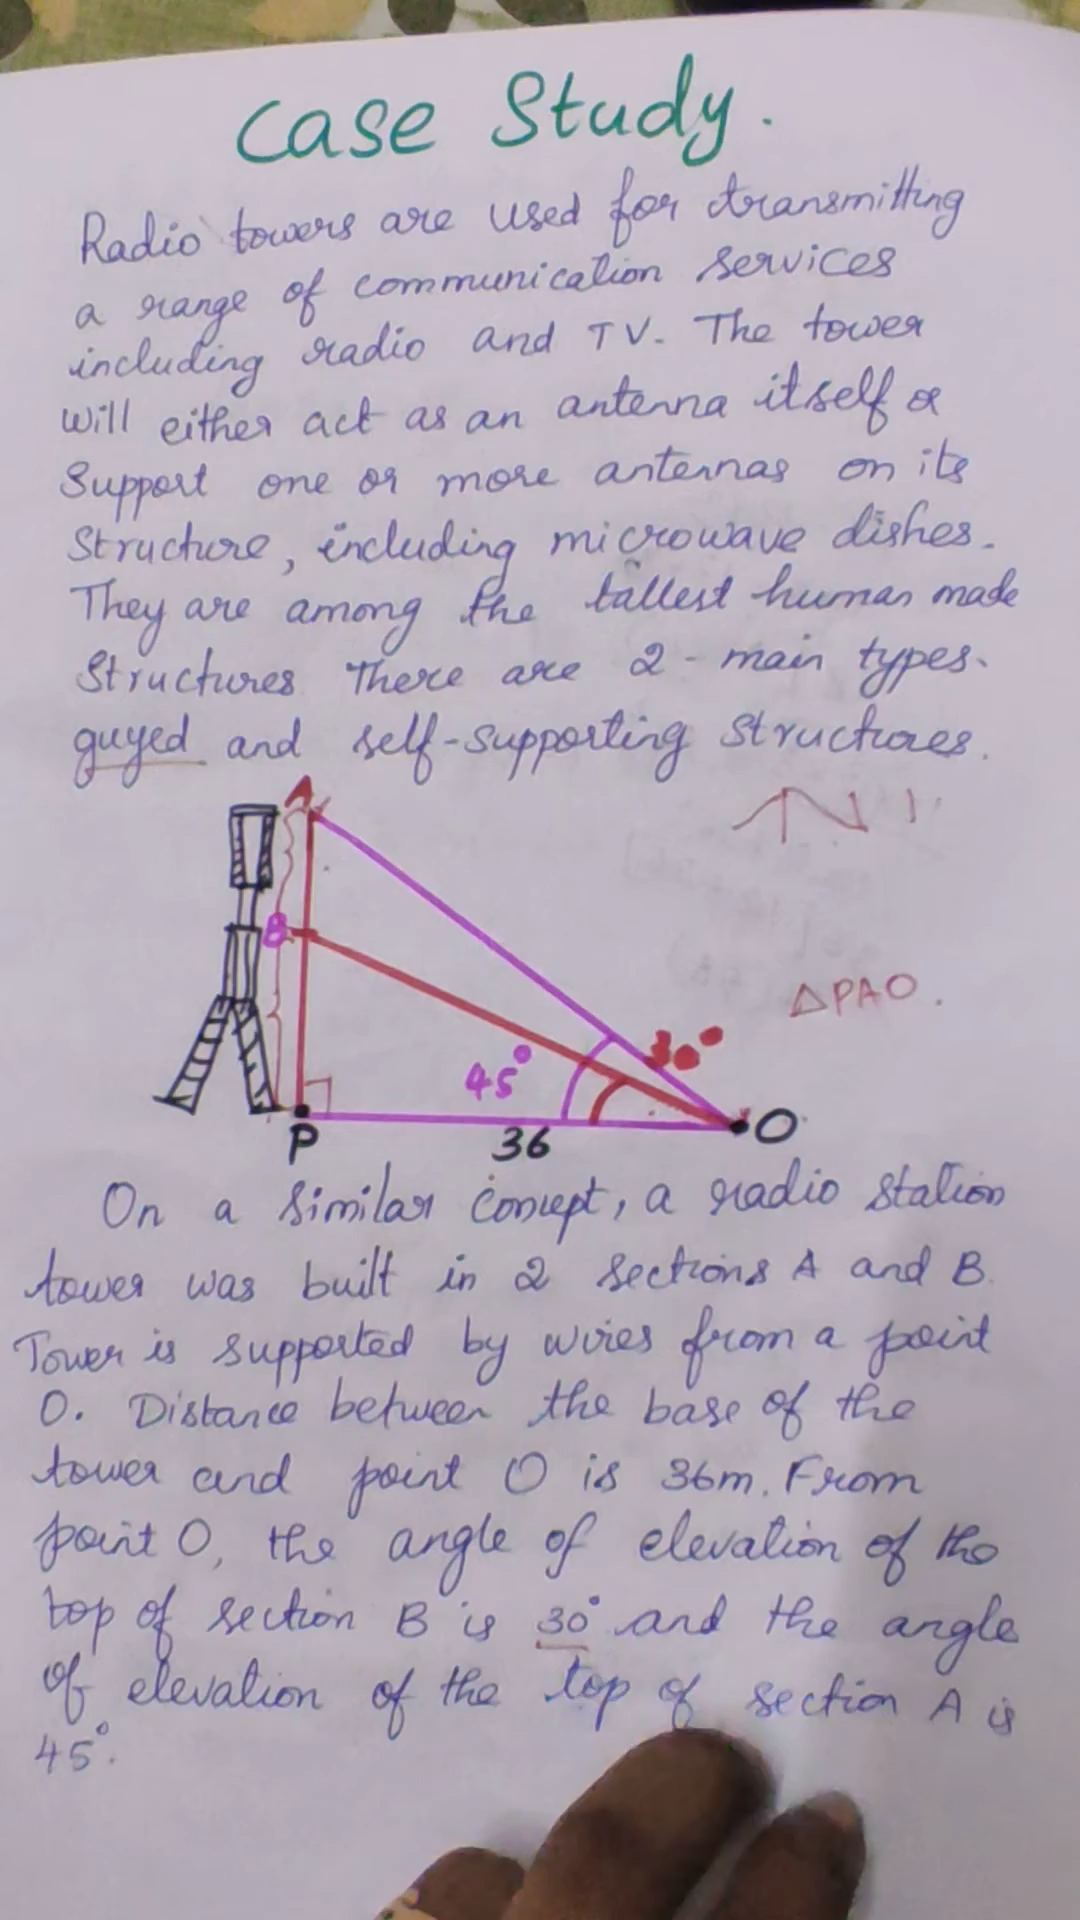 Case Study.
Radio towers are used for transmitting
a range of communication services
including radio and TV. The tower
will either act as an antenna itself or
Support one or more antennas on its
Structure, including microwave dishes.
They are among the tallest human made
Structures There are 2 - main types.
guyed and self-supporting structures.
A
B
ΔPAO.
45° 30°
P 36 O
On a similar concept, a radio station
tower was built in 2 sections A and B.
Tower is supported by wires from a point
O. Distance between the base of the
tower and point O is 36m. From
point O, the angle of elevation of the
top of section B is 30° and the angle
of elevation of the top of section A is
45°.